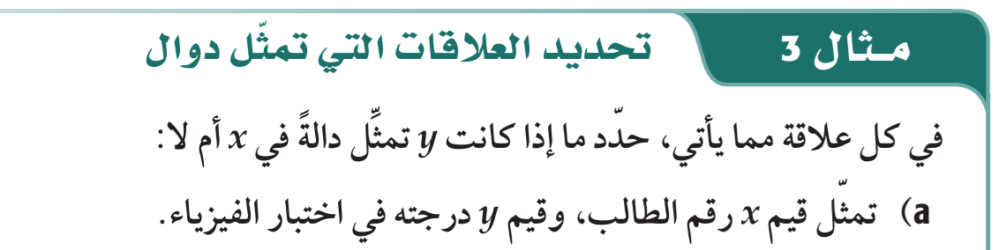 مـثال 3 تحديد العلاقات التي تمثّل دوال
في كل علاقة مما يأتي، حدّد ما إذا كانت y تمثِّل دالةً في x أم لا:
a) تمثّل قيم x رقم الطالب، وقيم y درجته في اختبار الفيزياء.